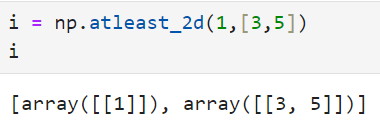 i = np.atleast_2d(1,[3,5])
i
[array([[1]]), array([[3, 5]])]